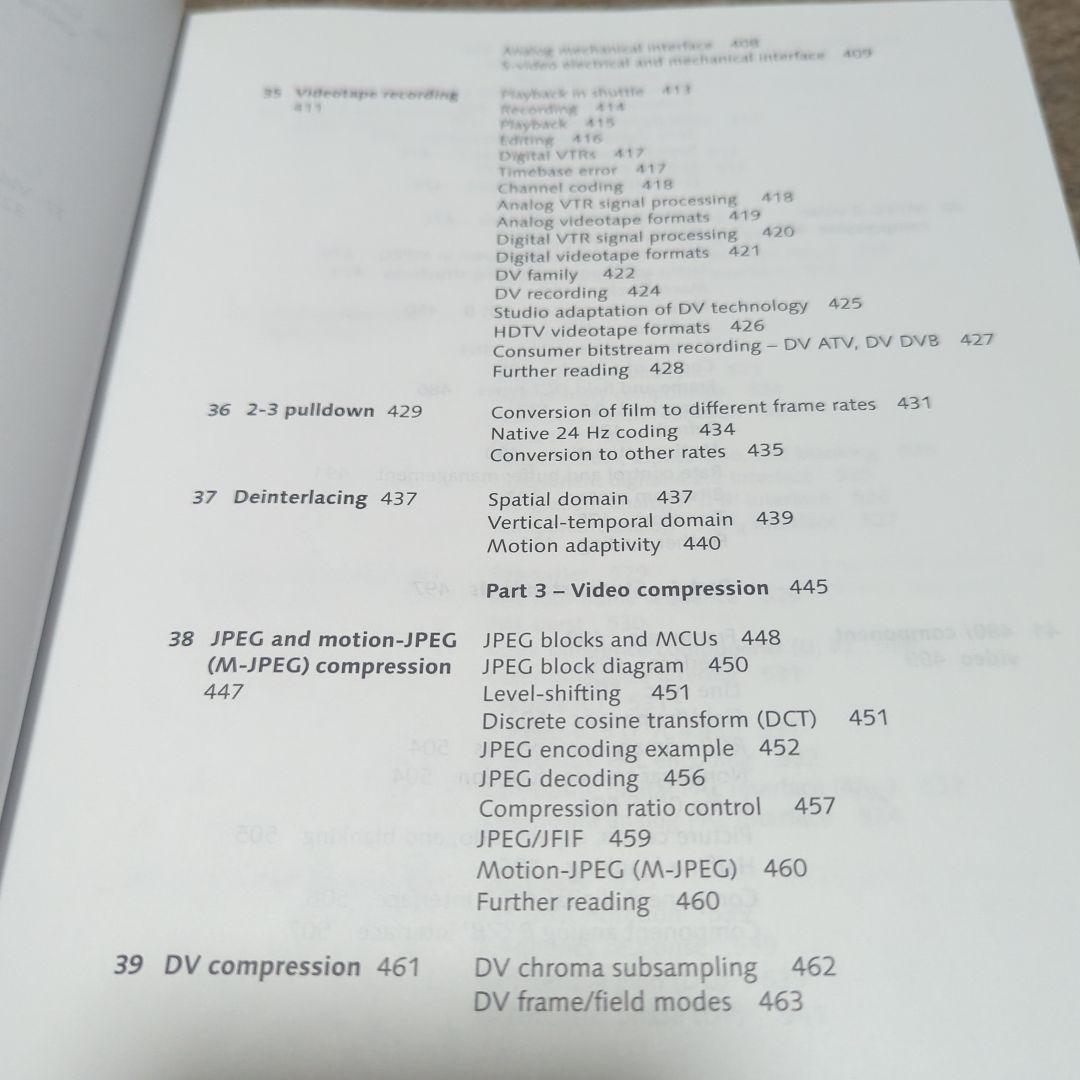 Analog mechanical interface 408
S-video electrical and mechanical interface 409
35 Videotape recording
411
Playback in shuttle 413
Recording 414
Playback 415
Editing 416
Digital VTRs 417
Timebase error 417
Channel coding 418
Analog VTR signal processing 418
Analog videotape formats 419
Digital VTR signal processing 420
Digital videotape formats 421
DV family 422
DV recording 424
Studio adaptation of DV technology 425
HDTV videotape formats 426
Consumer bitstream recording – DV ATV, DV DVB 427
Further reading 428
36 2-3 pulldown 429
Conversion of film to different frame rates 431
Native 24 Hz coding 434
Conversion to other rates 435
37 Deinterlacing 437
Spatial domain 437
Vertical-temporal domain 439
Motion adaptivity 440
Part 3 – Video compression 445
38 JPEG and motion-JPEG
(M-JPEG) compression
447
JPEG blocks and MCUs 448
JPEG block diagram 450
Level-shifting 451
Discrete cosine transform (DCT) 451
JPEG encoding example 452
JPEG decoding 456
Compression ratio control 457
JPEG/JFIF 459
Motion-JPEG (M-JPEG) 460
Further reading 460
39 DV compression 461
DV chroma subsampling 462
DV frame/field modes 463